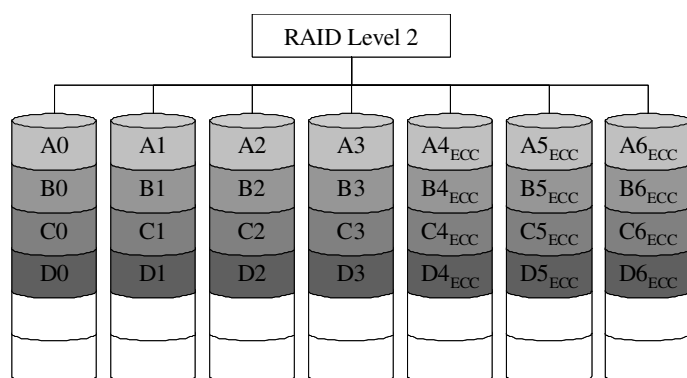 RAID Level 2
A0 A1 A2 A3 A4ECC A5ECC A6ECC
B0 B1 B2 B3 B4ECC B5ECC B6ECC
C0 C1 C2 C3 C4ECC C5ECC C6ECC
D0 D1 D2 D3 D4ECC D5ECC D6ECC